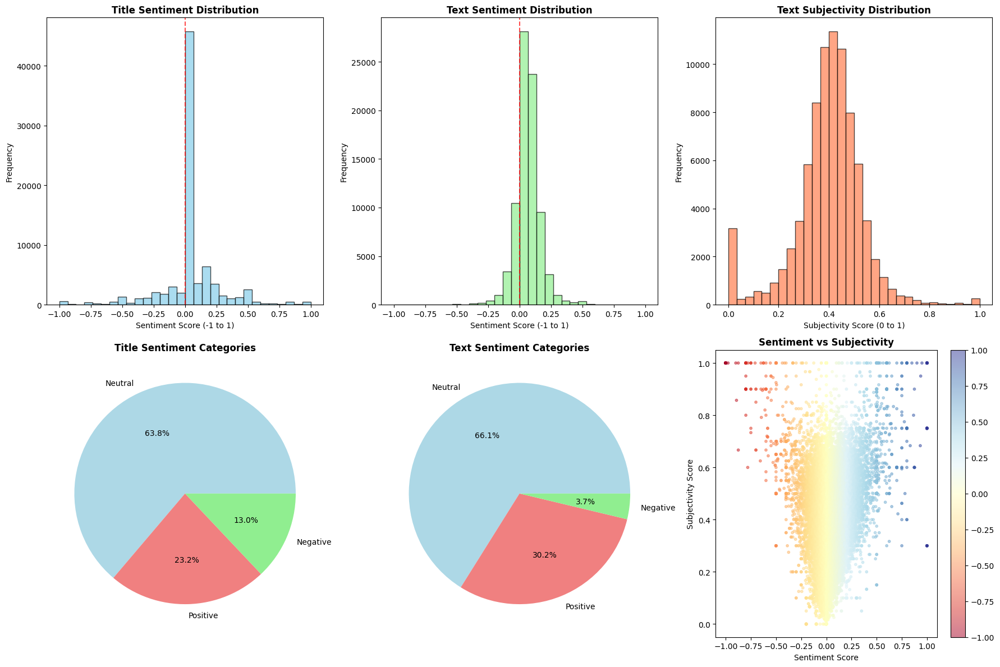 Title Sentiment Distribution
Frequency
40000
30000
20000
10000
0
−1.00 −0.75 −0.50 −0.25 0.00 0.25 0.50 0.75 1.00
Sentiment Score (-1 to 1)
Text Sentiment Distribution
Frequency
25000
20000
15000
10000
5000
0
−1.00 −0.75 −0.50 −0.25 0.00 0.25 0.50 0.75 1.00
Sentiment Score (-1 to 1)
Text Subjectivity Distribution
Frequency
10000
8000
6000
4000
2000
0
0.0 0.2 0.4 0.6 0.8 1.0
Subjectivity Score (0 to 1)
Title Sentiment Categories
Neutral
63.8%
13.0%
Negative
23.2%
Positive
Text Sentiment Categories
Neutral
66.1%
3.7%
Negative
30.2%
Positive
Sentiment vs Subjectivity
Subjectivity Score
1.0
0.8
0.6
0.4
0.2
0.0
−1.00 −0.75 −0.50 −0.25 0.00 0.25 0.50 0.75 1.00
Sentiment Score
1.00
0.75
0.50
0.25
0.00
−0.25
−0.50
−0.75
−1.00